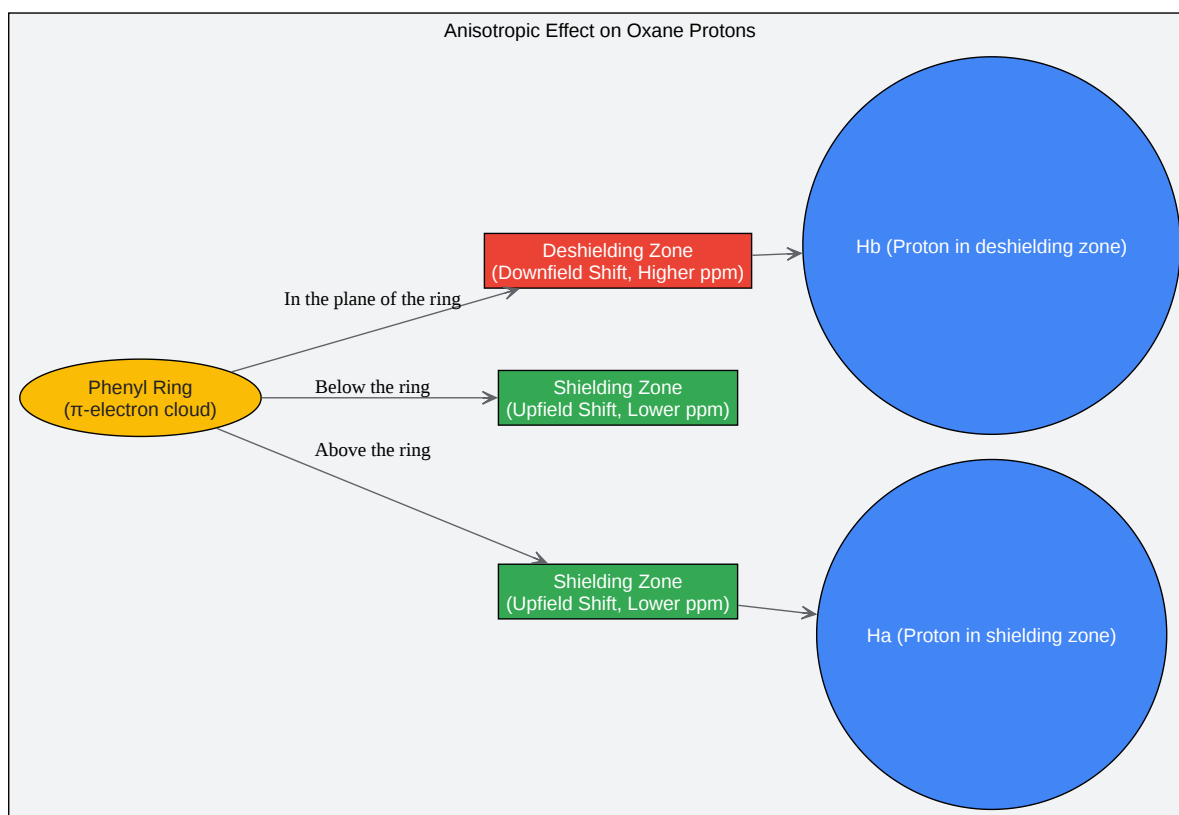 Anisotropic Effect on Oxane Protons
Deshielding Zone
(Downfield Shift, Higher ppm)
Hb (Proton in deshielding zone)
In the plane of the ring
Phenyl Ring
(π-electron cloud)
Below the ring
Shielding Zone
(Upfield Shift, Lower ppm)
Above the ring
Shielding Zone
(Upfield Shift, Lower ppm)
Ha (Proton in shielding zone)